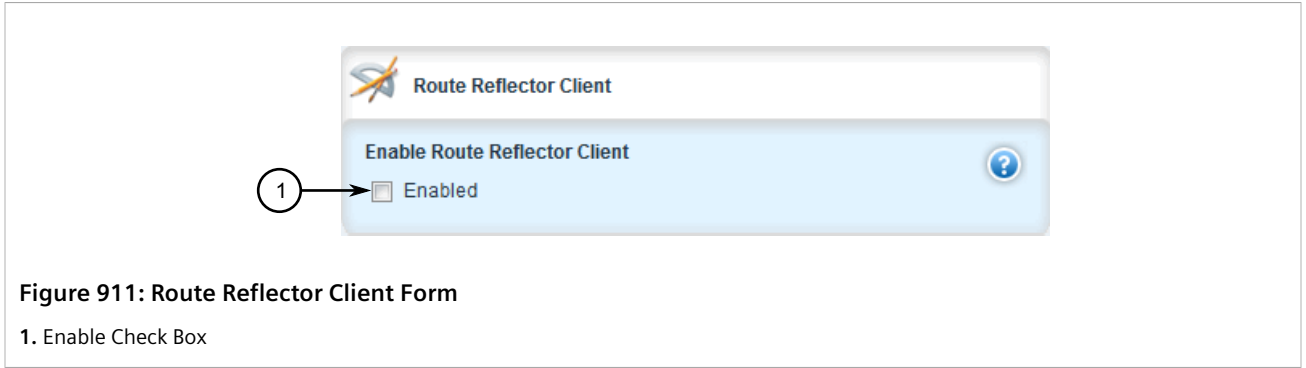 Route Reflector Client
Enable Route Reflector Client
?
1 Enabled
Figure 911: Route Reflector Client Form
1. Enable Check Box